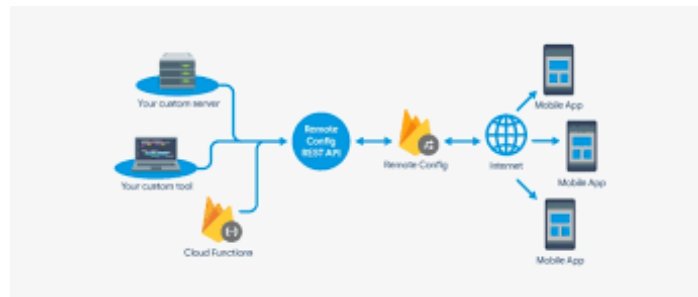 Your custom server
Your custom tool
Cloud Functions
Remote
Config
REST API
Remote Config
Internet
Mobile App
Mobile App
Mobile App